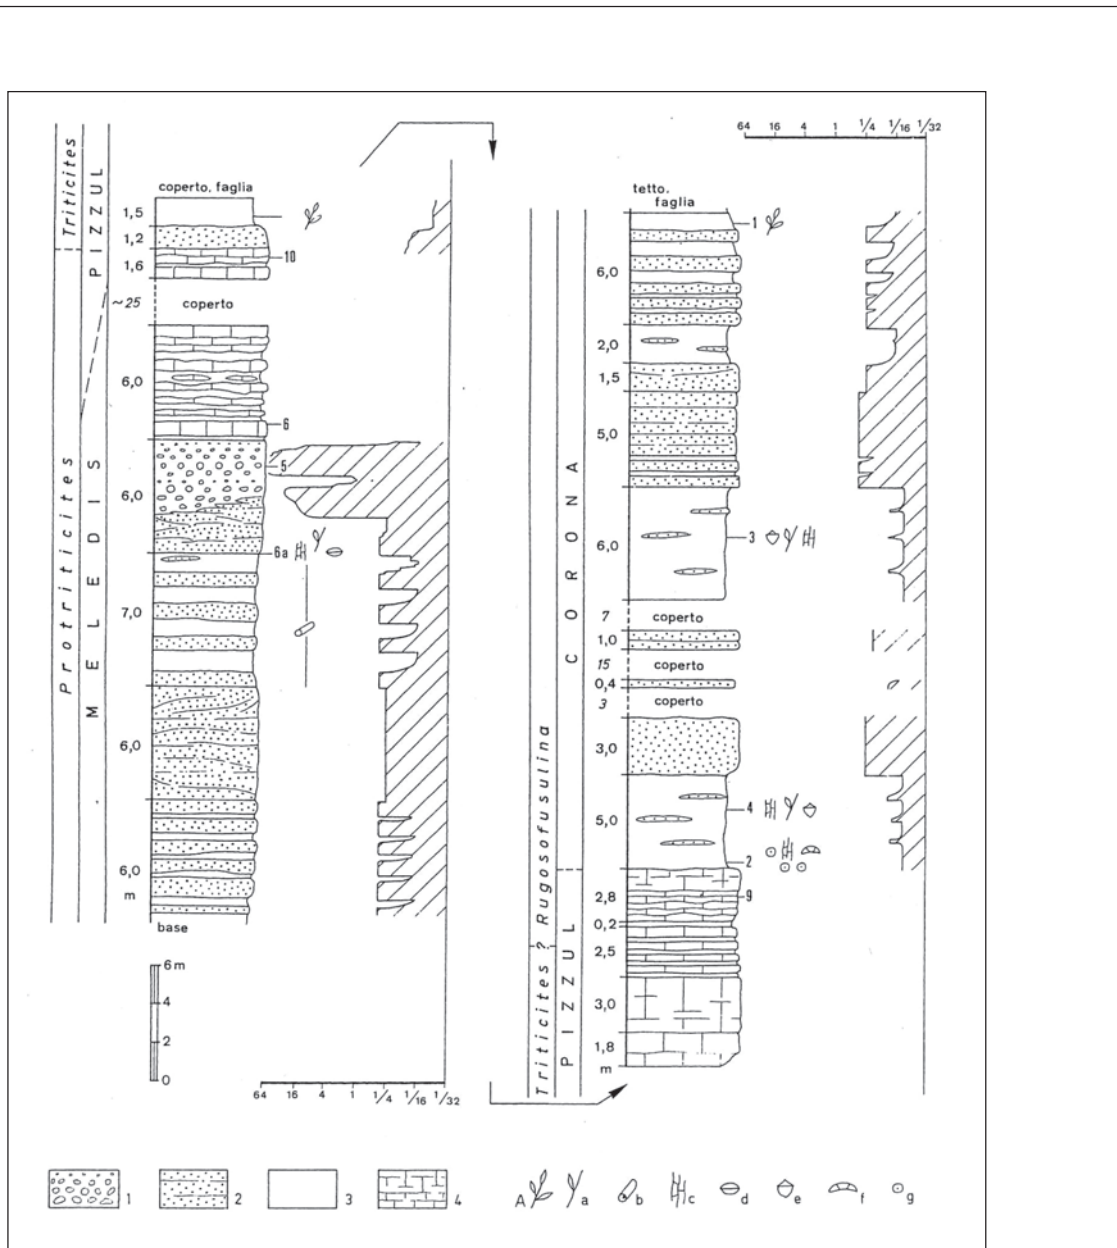 Triticites
PIZZUL
Protriticites
MELEDIS
coperto, faglia
1,5
1,2
10
1,6
~25
coperto
6,0
6
5
6,0
6a
7,0
6,0
6,0
m
base
6 m
4
2
0
64 16 4 1 1/4 1/16 1/32
64 16 4 1 1/4 1/16 1/32
tetto,
faglia
CORONA
Triticites ? Rugosofusulina
PIZZUL
1
6,0
2,0
1,5
5,0
6,0
3
7
coperto
1,0
15
coperto
0,4
3
coperto
3,0
5,0
4
2
2,8
9
0,2
2,5
3,0
1,8
m
1 2 3 4 A a b c d e f g